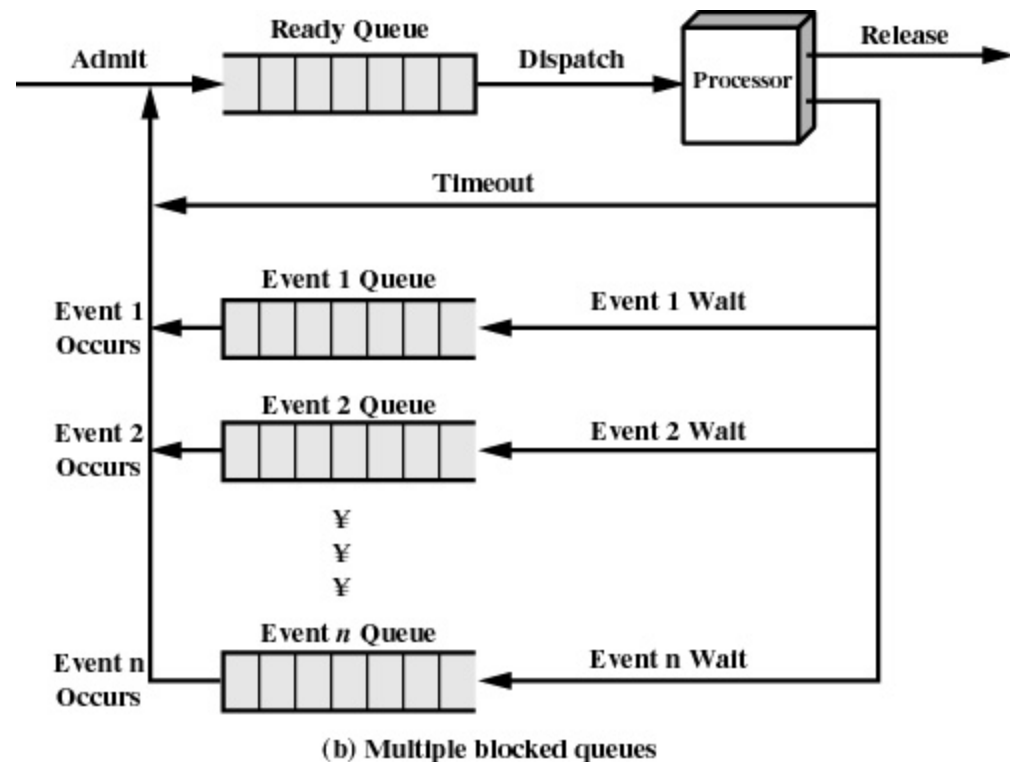 Ready Queue
Admit
Dispatch
Processor
Release
Timeout
Event 1 Queue
Event 1
Occurs
Event 1 Wait
Event 2 Queue
Event 2
Occurs
Event 2 Wait
¥
¥
¥
Event n Queue
Event n
Occurs
Event n Wait
(b) Multiple blocked queues